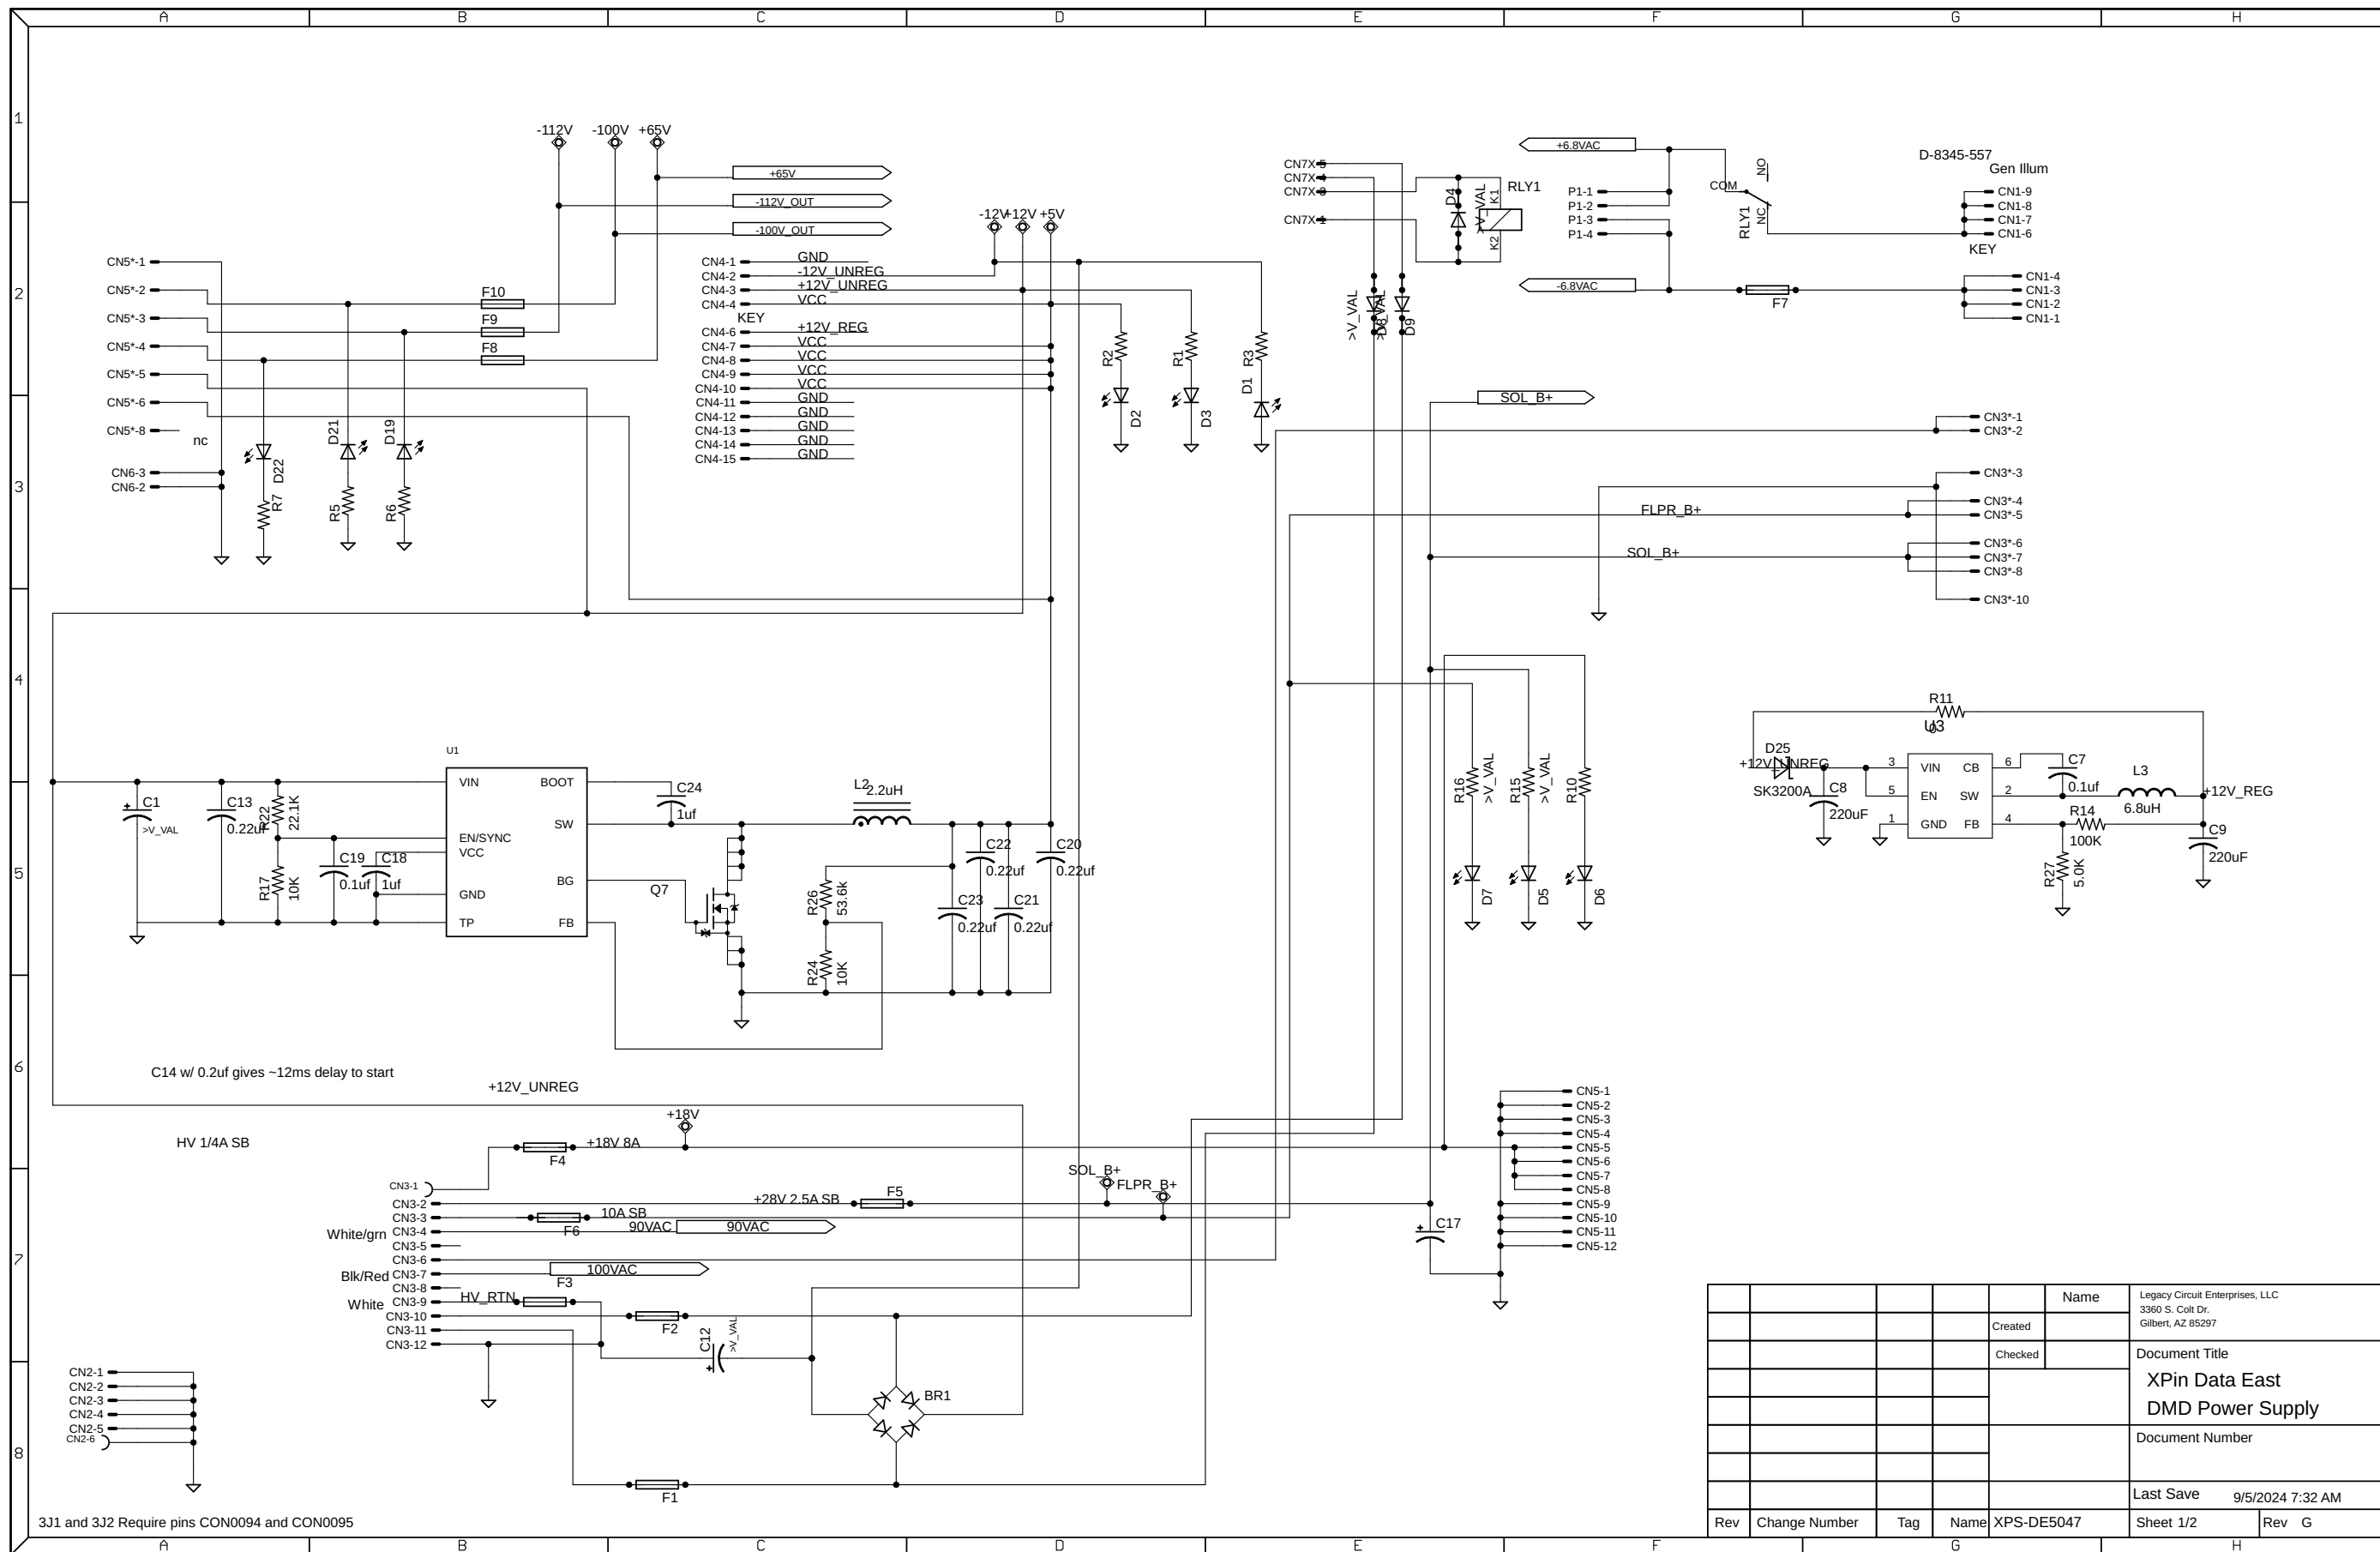 A B C D E F G H
1
2
3
4
5
6
7
8
-112V -100V +65V
+65V
-112V_OUT
-100V_OUT
-12V +12V +5V
CN5*-1
CN5*-2
CN5*-3
CN5*-4
CN5*-5
CN5*-6
CN5*-8
nc
CN6-3
CN6-2
F10
F9
F8
D22
R7
D21
R5
D19
R6
CN4-1 GND
CN4-2 -12V_UNREG
CN4-3 +12V_UNREG
CN4-4 VCC
KEY
CN4-6 +12V_REG
CN4-7 VCC
CN4-8 VCC
CN4-9 VCC
CN4-10 VCC
CN4-11 GND
CN4-12 GND
CN4-13 GND
CN4-14 GND
CN4-15 GND
R2
D2
R1
D3
R3
D1
CN7X-5
CN7X-4
CN7X-3
CN7X-1
D4
>V_VAL
K1
K2
RLY1
>V_VAL
D8
>V_VAL
D9
+6.8VAC
P1-1
P1-2
P1-3
P1-4
-6.8VAC
NO
COM
NC
RLY1
F7
D-8345-557
Gen Illum
CN1-9
CN1-8
CN1-7
CN1-6
KEY
CN1-4
CN1-3
CN1-2
CN1-1
SOL_B+
CN3*-1
CN3*-2
CN3*-3
CN3*-4
CN3*-5
CN3*-6
CN3*-7
CN3*-8
CN3*-10
FLPR_B+
SOL_B+
U1
VIN
EN/SYNC
VCC
GND
TP
BOOT
SW
BG
FB
C1
>V_VAL
C13
0.22uf
R22
22.1K
R17
10K
C19
0.1uf
C18
1uf
C24
1uf
Q7
L2
2.2uH
R26
53.6k
R24
10K
C22
0.22uf
C20
0.22uf
C23
0.22uf
C21
0.22uf
R16
>V_VAL
D7
R15
>V_VAL
D5
R10
D6
R11
0
U3
D25
+12V_UNREG
SK3200A
C8
220uF
3 VIN CB 6
5 EN SW 2
1 GND FB 4
C7
0.1uf
L3
6.8uH
+12V_REG
R14
100K
R27
5.0K
C9
220uF
C14 w/ 0.2uf gives ~12ms delay to start
+12V_UNREG
HV 1/4A SB
+18V
F4
+18V 8A
CN3-1
CN3-2
CN3-3
White/grn CN3-4
CN3-5
CN3-6
Blk/Red CN3-7
CN3-8
White CN3-9
CN3-10
CN3-11
CN3-12
+28V 2.5A SB
F5
SOL_B+
FLPR_B+
10A SB
F6
90VAC
90VAC
100VAC
F3
HV_RTN
F2
C12
>V_VAL
BR1
F1
C17
CN5-1
CN5-2
CN5-3
CN5-4
CN5-5
CN5-6
CN5-7
CN5-8
CN5-9
CN5-10
CN5-11
CN5-12
CN2-1
CN2-2
CN2-3
CN2-4
CN2-5
CN2-6
3J1 and 3J2 Require pins CON0094 and CON0095
Name
Created
Checked
Legacy Circuit Enterprises, LLC
3360 S. Colt Dr.
Gilbert, AZ 85297
Document Title
XPin Data East
DMD Power Supply
Document Number
Last Save 9/5/2024 7:32 AM
Rev Change Number Tag Name XPS-DE5047 Sheet 1/2 Rev G
A B C D E F G H